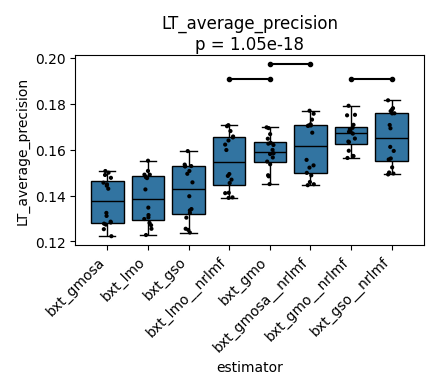 LT_average_precision
p = 1.05e-18
LT_average_precision
0.20
0.18
0.16
0.14
0.12
bxt_gmosa
bxt_lmo
bxt_gso
bxt_lmo__nrlmf
bxt_gmo
bxt_gmosa__nrlmf
bxt_gmo__nrlmf
bxt_gso__nrlmf
estimator